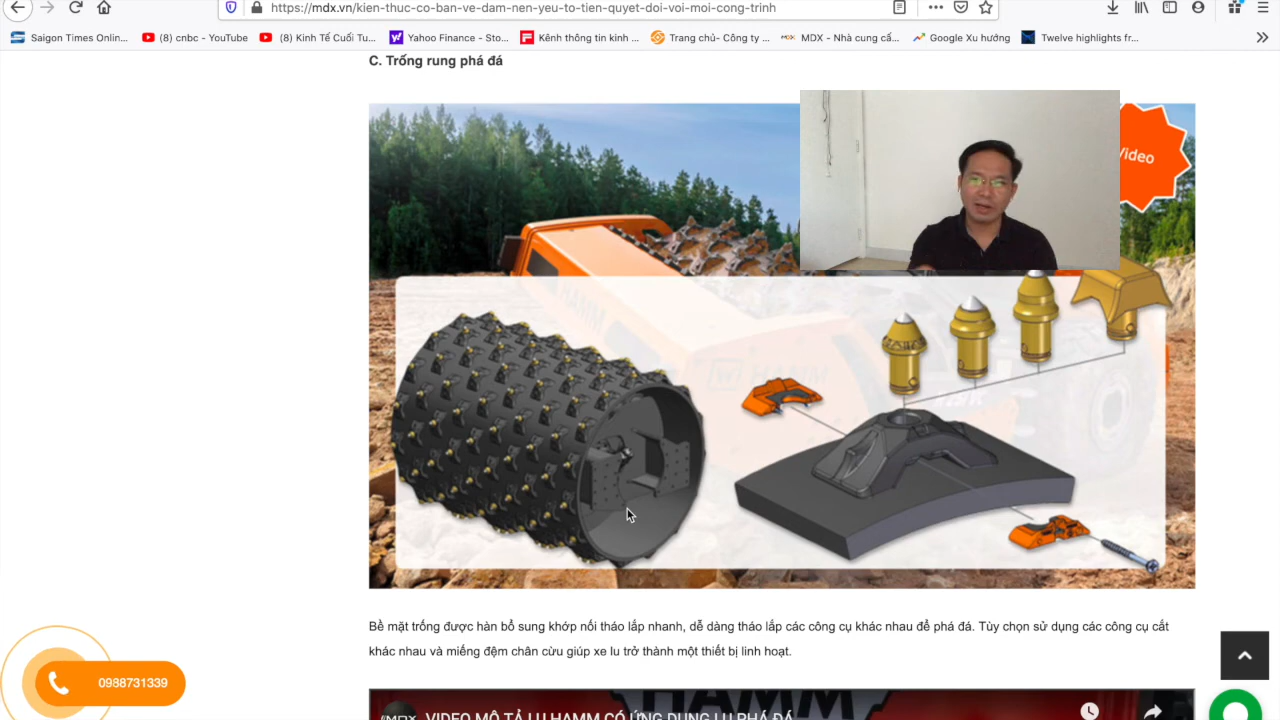 https://mdx.vn/kien-thuc-co-ban-ve-dam-nen-yeu-to-tien-quyet-doi-voi-moi-cong-trinh
Saigon Times Onlin... (8) cnbc - YouTube (8) Kinh Tế Cuối Tu... Yahoo Finance - Sto... Kênh thông tin kinh ... Trang chủ- Công ty ... MDX - Nhà cung cấ... Google Xu hướng Twelve highlights fr...
C. Trống rung phá đá
Video
HAMM
HAMM
Bề mặt trống được hàn bổ sung khớp nối tháo lắp nhanh, dễ dàng tháo lắp các công cụ khác nhau để phá đá. Tùy chọn sử dụng các công cụ cắt
khác nhau và miếng đệm chân cừu giúp xe lu trở thành một thiết bị linh hoạt.
0988731339
HAMM
MDX VIDEO MÔ TẢ LU HAMM CÓ ỨNG DỤNG LU PHÁ ĐÁ